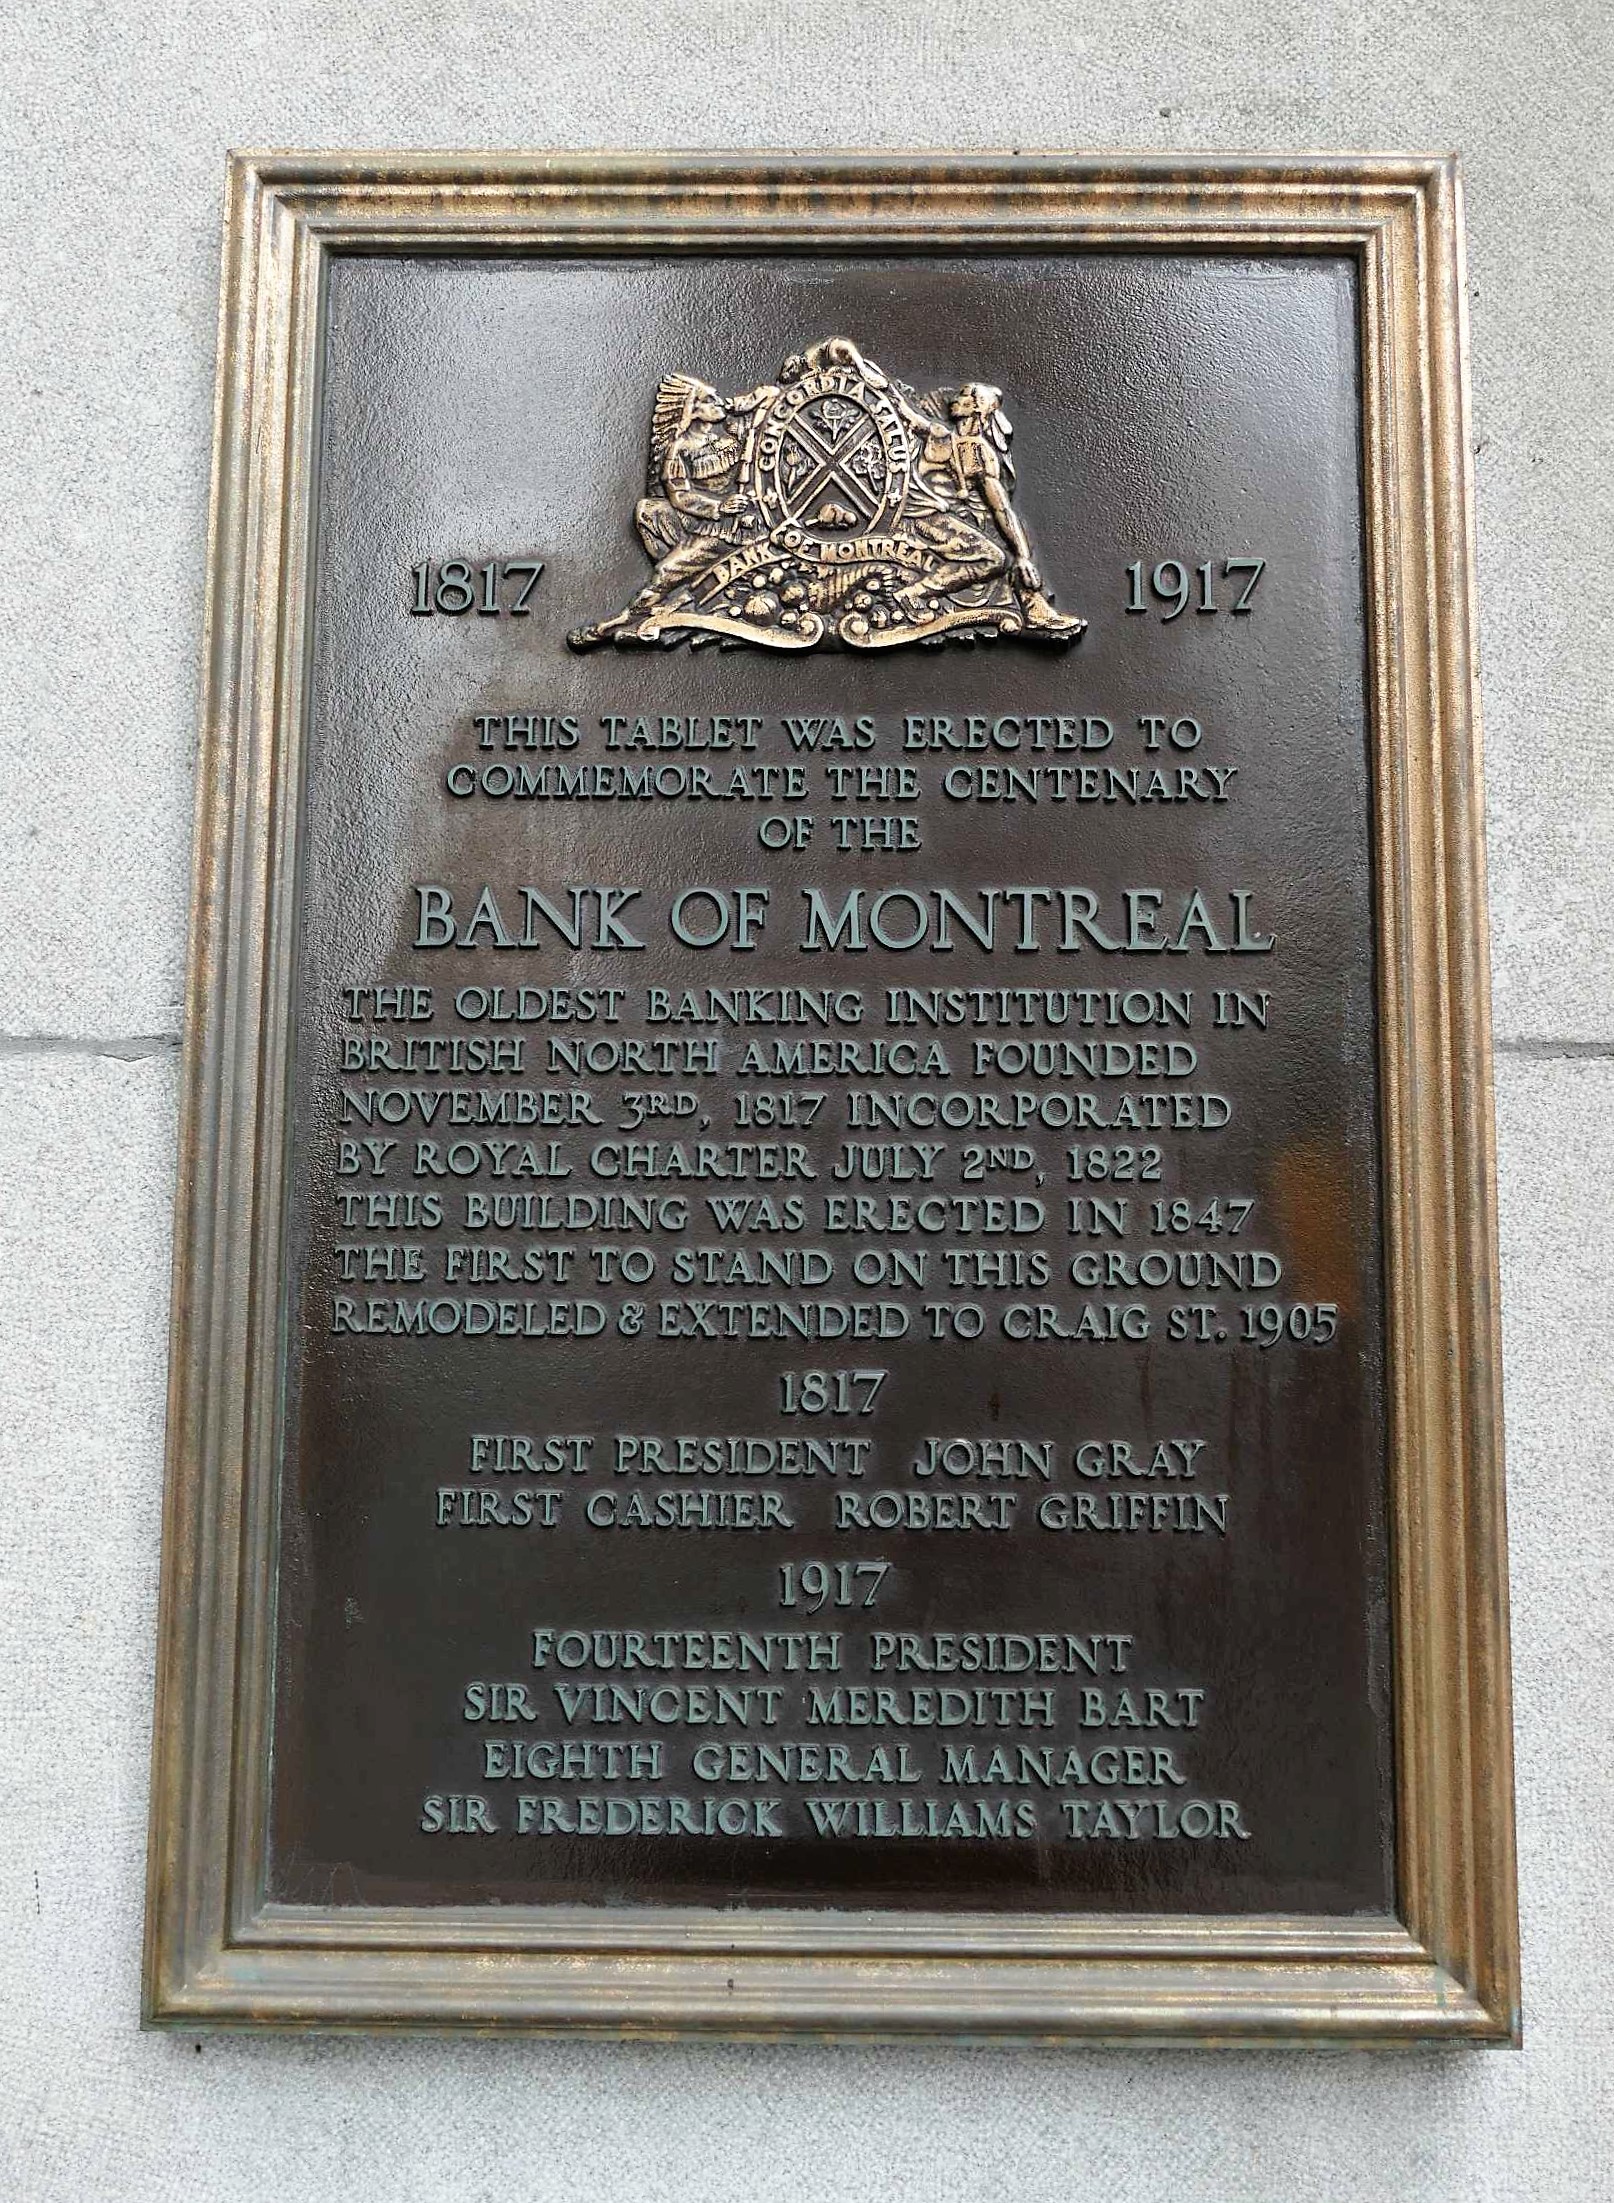 CONCORDIA SALUS
BANK OF MONTREAL
1817 1917
THIS TABLET WAS ERECTED TO
COMMEMORATE THE CENTENARY
OF THE
BANK OF MONTREAL
THE OLDEST BANKING INSTITUTION IN
BRITISH NORTH AMERICA FOUNDED
NOVEMBER 3RD, 1817 INCORPORATED
BY ROYAL CHARTER JULY 2ND, 1822
THIS BUILDING WAS ERECTED IN 1847
THE FIRST TO STAND ON THIS GROUND
REMODELED & EXTENDED TO CRAIG ST. 1905
1817
FIRST PRESIDENT JOHN GRAY
FIRST CASHIER ROBERT GRIFFIN
1917
FOURTEENTH PRESIDENT
SIR VINCENT MEREDITH BART
EIGHTH GENERAL MANAGER
SIR FREDERICK WILLIAMS TAYLOR